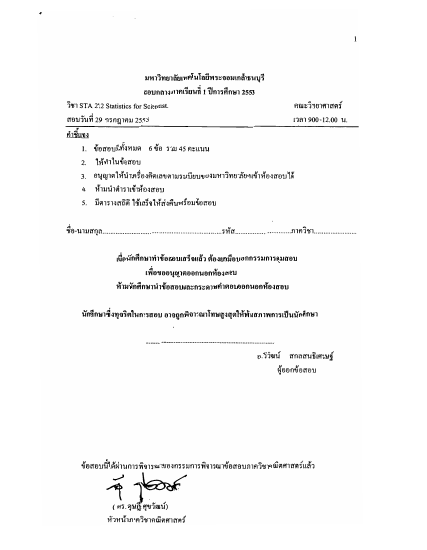 1
มหาวิทยาลัยเทคโนโลยีพระจอมเกล้าธนบุรี
สอบกลางภาคเรียนที่ 1 ปีการศึกษา 2553
วิชา STA 212 Statistics for Scientist. คณะวิทยาศาสตร์
สอบวันที่ 29 กรกฎาคม 2553 เวลา 900-12.00 น.
คำชี้แจง
1. ข้อสอบมีทั้งหมด 6 ข้อ รวม 45 คะแนน
2. ให้ทำในข้อสอบ
3. อนุญาตให้นำเครื่องคิดเลขตามระเบียบของมหาวิทยาลัยเข้าห้องสอบได้
4 ห้ามนำตำราเข้าห้องสอบ
5. มีตารางสถิติ ใช้เสร็จให้ส่งคืนพร้อมข้อสอบ
ชื่อ-นามสกุล............................................รหัส....................ภาควิชา................
เมื่อนักศึกษาทำข้อสอบเสร็จแล้ว ต้องยกมือบอกกรรมการคุมสอบ
เพื่อขออนุญาตออกนอกห้องสอบ
ห้ามนักศึกษานำข้อสอบและกระดาษคำตอบออกนอกห้องสอบ
นักศึกษาซึ่งทุจริตในการสอบ อาจถูกพิจารณาโทษสูงสุดให้พ้นสภาพการเป็นนักศึกษา
ผู้ออกข้อสอบ
ข้อสอบนี้ได้ผ่านการพิจารณาของกรรมการพิจารณาข้อสอบภาควิชาคณิตศาสตร์แล้ว
( ดร. ดุษฎี ศุขวัฒน์)
หัวหน้าภาควิชาคณิตศาสตร์